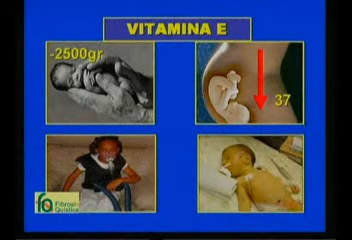 VITAMINA E
-2500gr
37
fq
Fibrosis
Quística